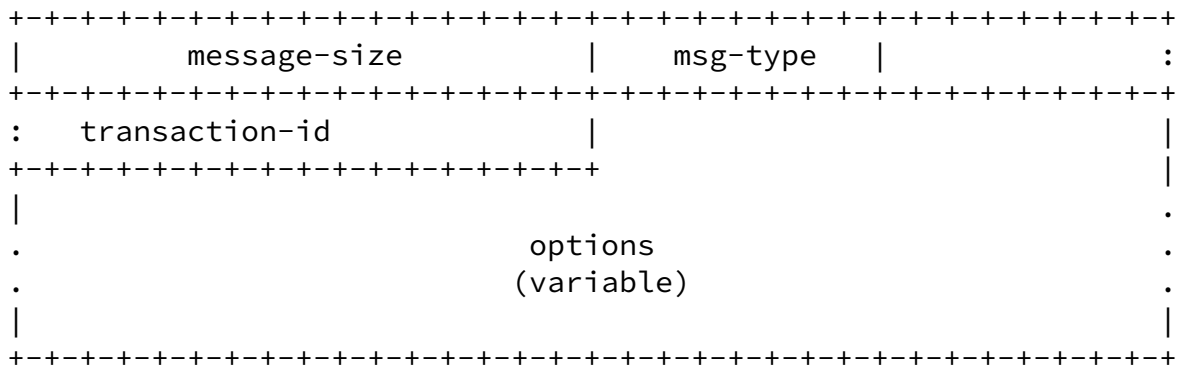 +-+-+-+-+-+-+-+-+-+-+-+-+-+-+-+-+-+-+-+-+-+-+-+-+-+-+-+-+-+-+-+-+
|         message-size          |    msg-type   |               :
+-+-+-+-+-+-+-+-+-+-+-+-+-+-+-+-+-+-+-+-+-+-+-+-+-+-+-+-+-+-+-+-+
:   transaction-id              |                               |
+-+-+-+-+-+-+-+-+-+-+-+-+-+-+-+-+                               |
|                                                               .
.                            options                            .
.                           (variable)                          .
|                                                               |
+-+-+-+-+-+-+-+-+-+-+-+-+-+-+-+-+-+-+-+-+-+-+-+-+-+-+-+-+-+-+-+-+